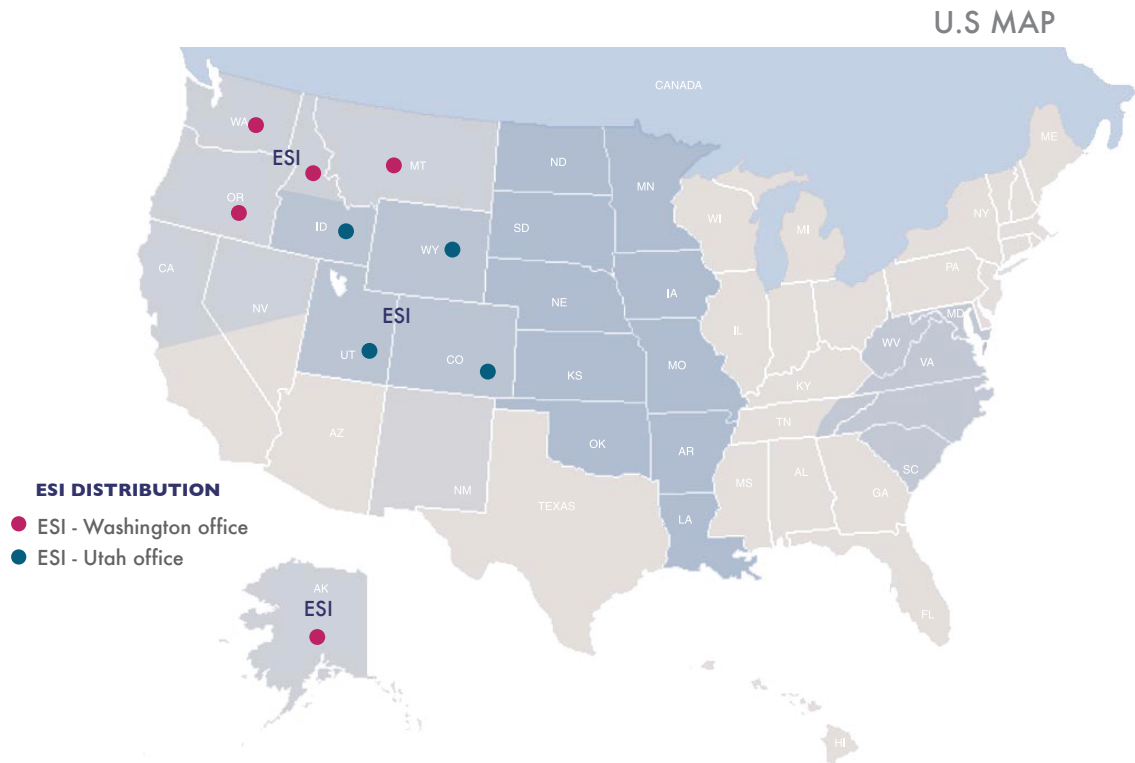 U.S MAP
CANADA
WA
ESI
MT
OR
ID
WY
ND
MN
SD
WI
MI
NY
ME
CA
NV
NE
IA
PA
ESI
UT
CO
KS
MO
IL
MD
WV
VA
KY
TN
AZ
NM
OK
AR
MS
AL
GA
SC
TEXAS
LA
FL
ESI DISTRIBUTION
ESI - Washington office
ESI - Utah office
AK
ESI
HI